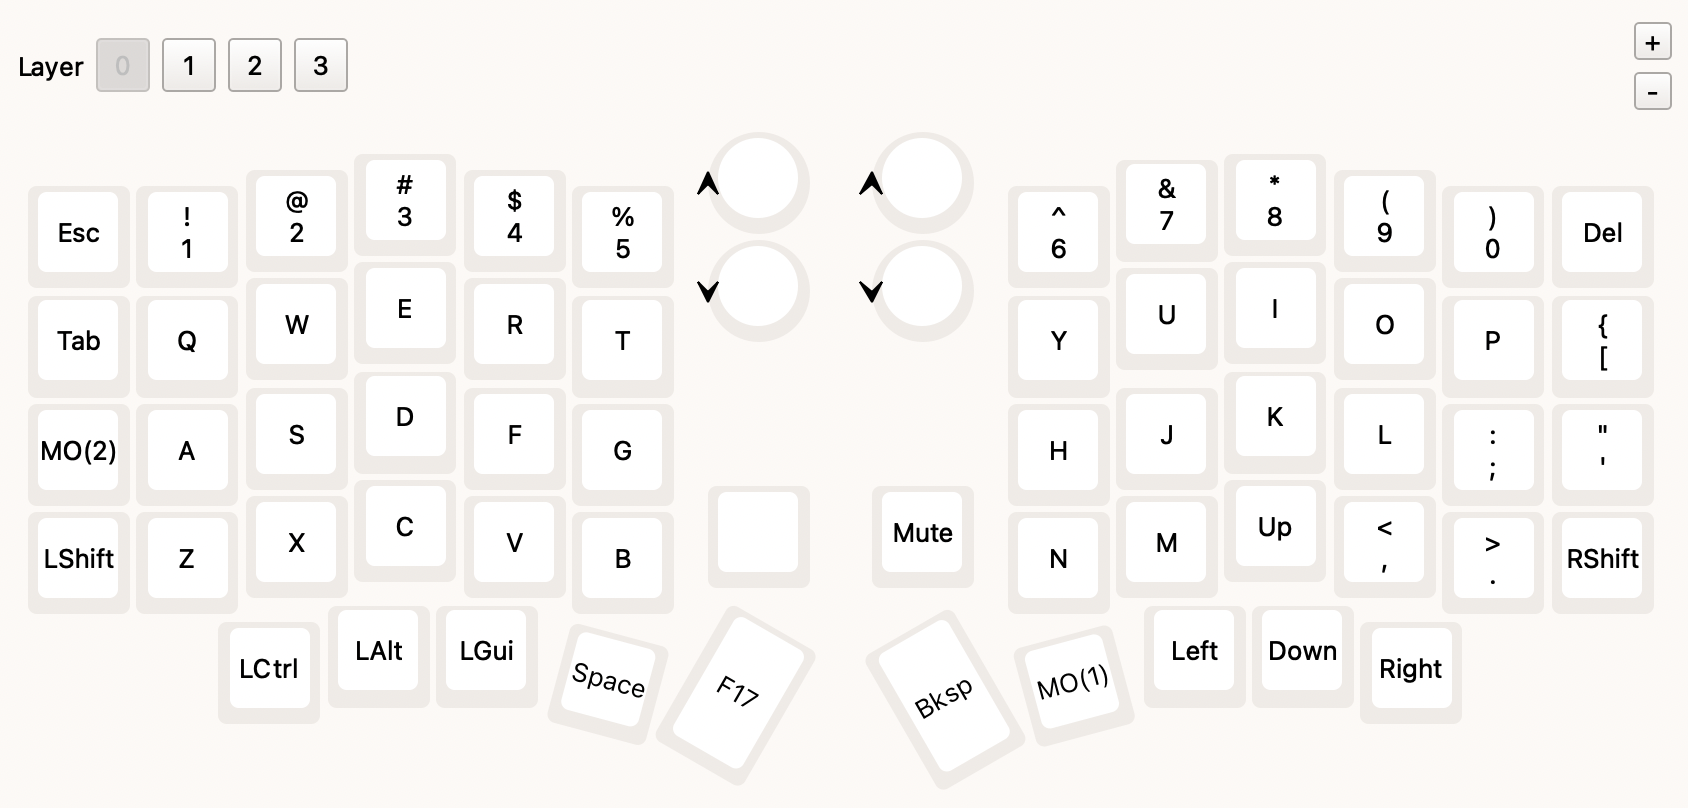 Layer 0 1 2 3
+
-
Esc
!
1
@
2
#
3
$
4
%
5
^
6
&
7
*
8
(
9
)
0
Del
Tab
Q
W
E
R
T
Y
U
I
O
P
{
[
MO(2)
A
S
D
F
G
H
J
K
L
:
;
"
'
LShift
Z
X
C
V
B
Mute
N
M
Up
<
,
>
.
RShift
LCtrl
LAlt
LGui
Space
F17
Bksp
MO(1)
Left
Down
Right